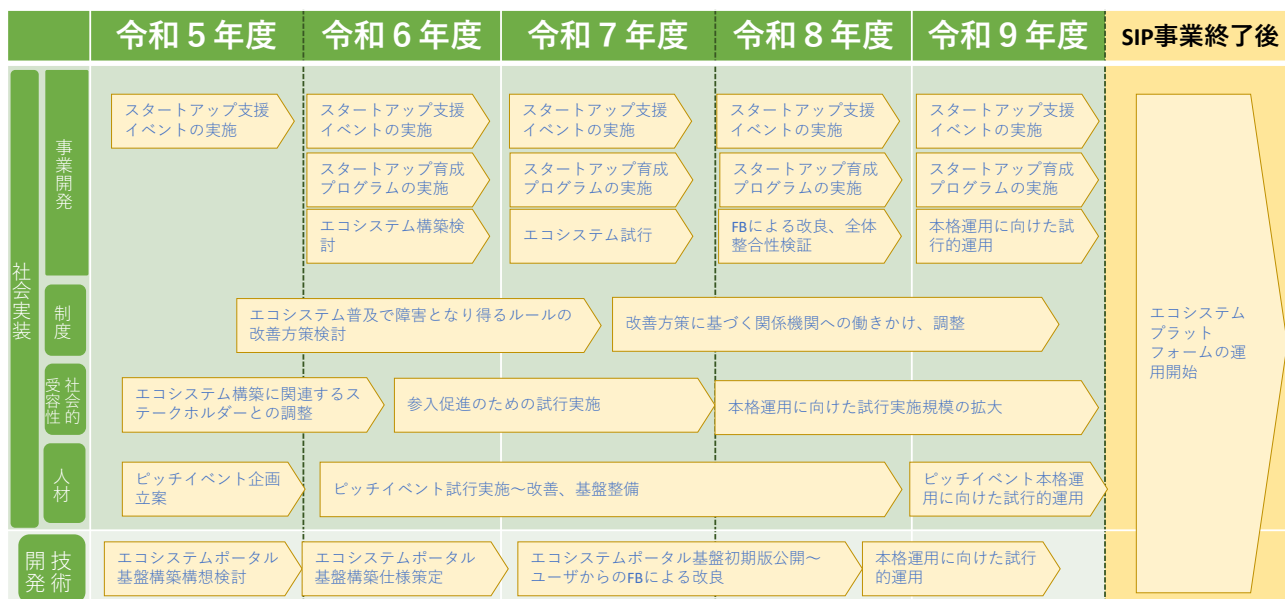 令和５年度
令和６年度
令和７年度
令和８年度
令和９年度
SIP事業終了後
社会実装
事業開発
スタートアップ支援
イベントの実施
スタートアップ支援
イベントの実施
スタートアップ支援
イベントの実施
スタートアップ支援
イベントの実施
スタートアップ支援
イベントの実施
スタートアップ育成
プログラムの実施
スタートアップ育成
プログラムの実施
スタートアップ育成
プログラムの実施
スタートアップ育成
プログラムの実施
エコシステム構築検
討
エコシステム試行
FBによる改良、全体
整合性検証
本格運用に向けた試
行的運用
制度
エコシステム普及で障害となり得るルールの
改善方策検討
改善方策に基づく関係機関への働きかけ、調整
社会的
受容性
エコシステム構築に関連するス
テークホルダーとの調整
参入促進のための試行実施
本格運用に向けた試行実施規模の拡大
人材
ピッチイベント企画
立案
ピッチイベント試行実施～改善、基盤整備
ピッチイベント本格運
用に向けた試行的運用
技術
開発
エコシステムポータル
基盤構築構想検討
エコシステムポータル
基盤構築仕様策定
エコシステムポータル基盤初期版公開～
ユーザからのFBによる改良
本格運用に向けた試行
的運用
エコシステム
プラット
フォームの運
用開始